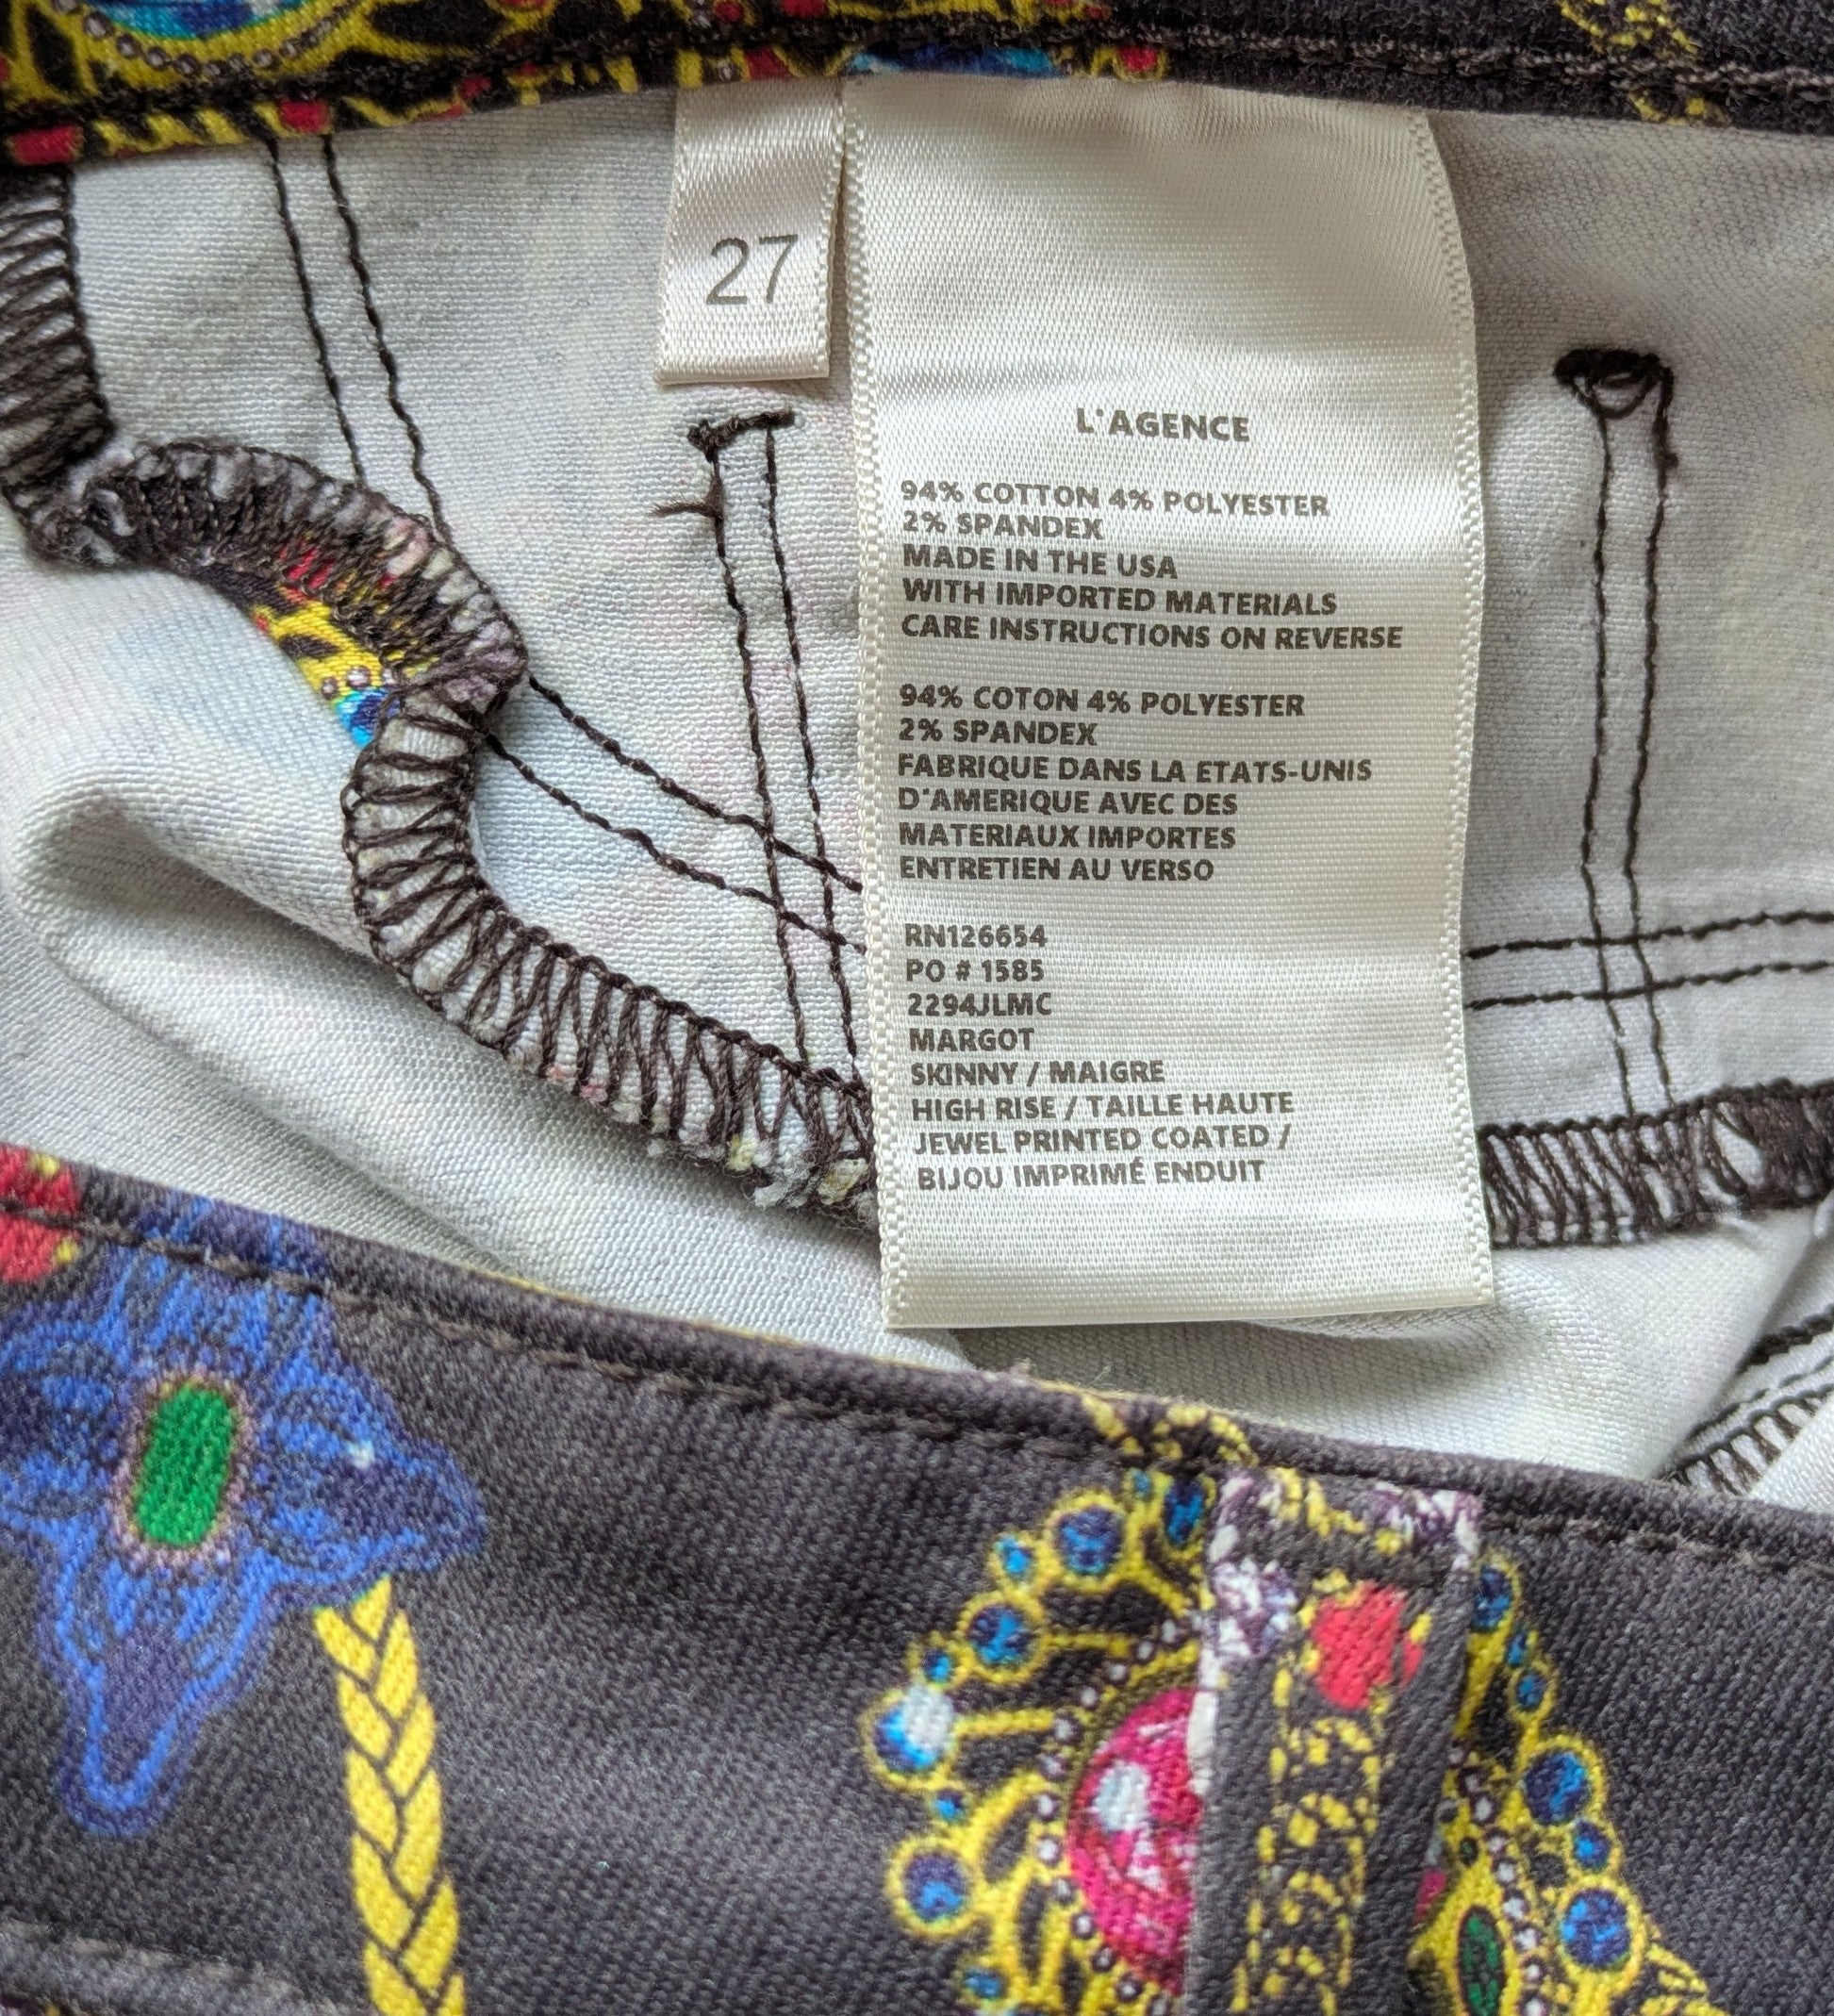 27
L'AGENCE
94% COTTON 4% POLYESTER
2% SPANDEX
MADE IN THE USA
WITH IMPORTED MATERIALS
CARE INSTRUCTIONS ON REVERSE
94% COTON 4% POLYESTER
2% SPANDEX
FABRIQUE DANS LA ETATS-UNIS
D'AMERIQUE AVEC DES
MATERIAUX IMPORTES
ENTRETIEN AU VERSO
RN126654
PO # 1585
2294JLMC
MARGOT
SKINNY / MAIGRE
HIGH RISE / TAILLE HAUTE
JEWEL PRINTED COATED /
BIJOU IMPRIMÉ ENDUIT